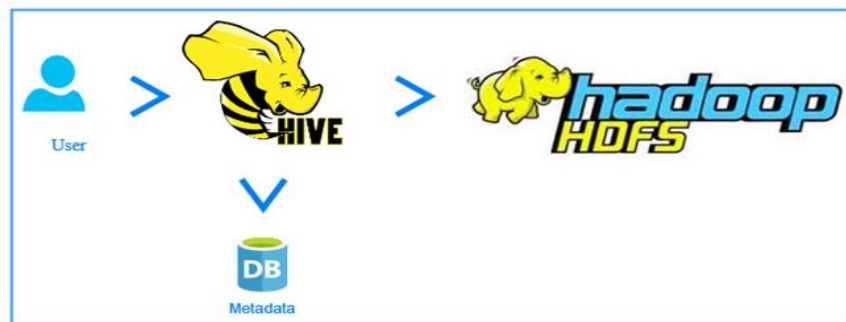 User
HIVE
hadoop
HDFS
DB
Metadata